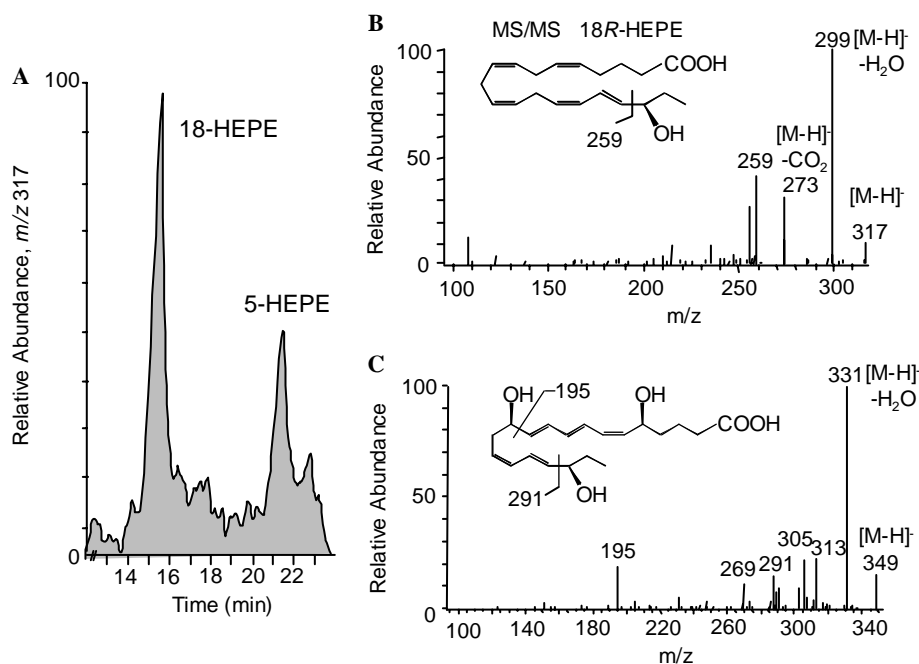 A
Relative Abundance, m/z 317
100
0
18-HEPE
5-HEPE
14 16 18 20 22
Time (min)
B
MS/MS 18R-HEPE
Relative Abundance
100
50
0
COOH
OH
259
259
[M-H]-
-CO2
273
299 [M-H]-
-H2O
[M-H]-
317
100 150 200 250 300
m/z
C
Relative Abundance
100
50
0
OH
195
OH
COOH
291
OH
195
269
291
305
313
331 [M-H]-
-H2O
[M-H]-
349
100 140 180 220 260 300 340
m/z